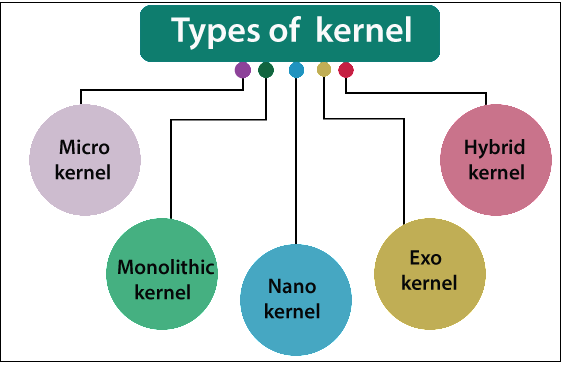 Types of kernel
Micro
kernel
Monolithic
kernel
Nano
kernel
Exo
kernel
Hybrid
kernel